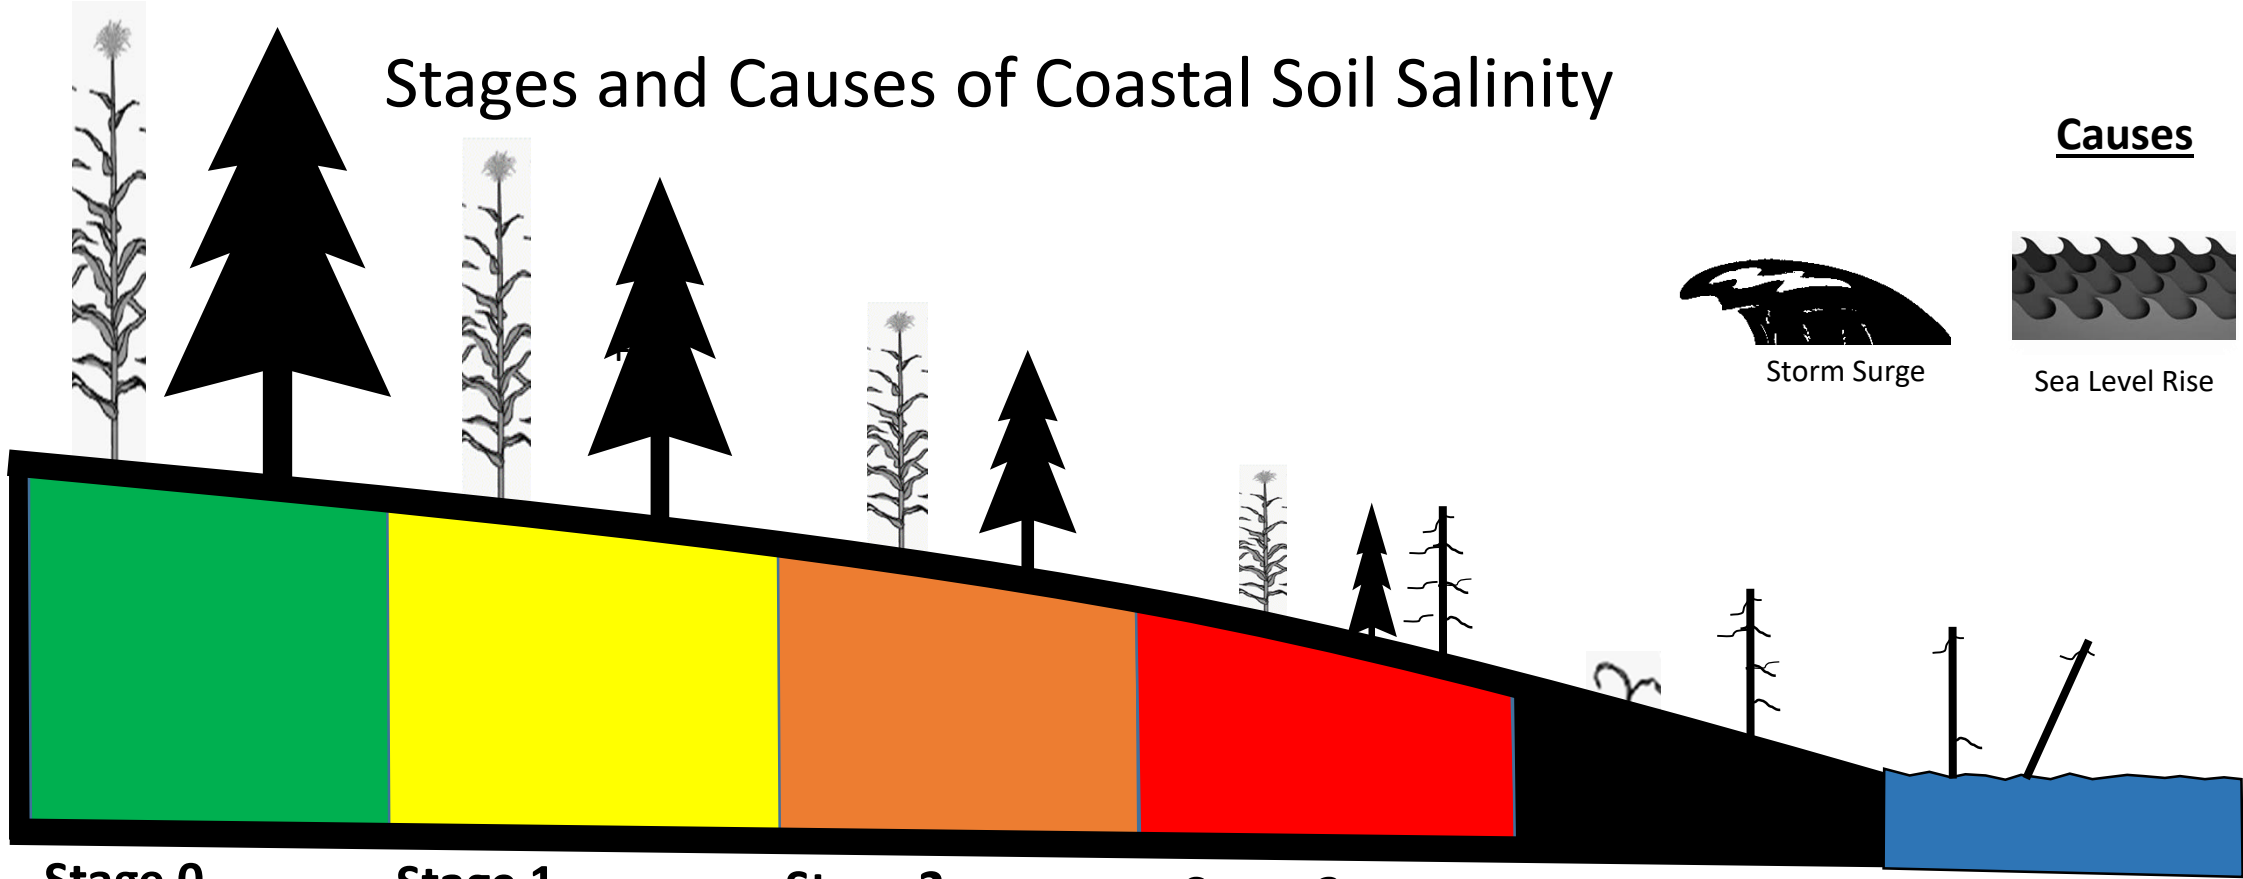 Stages and Causes of Coastal Soil Salinity
Causes
Storm Surge
Sea Level Rise
Stage 0
Stage 1